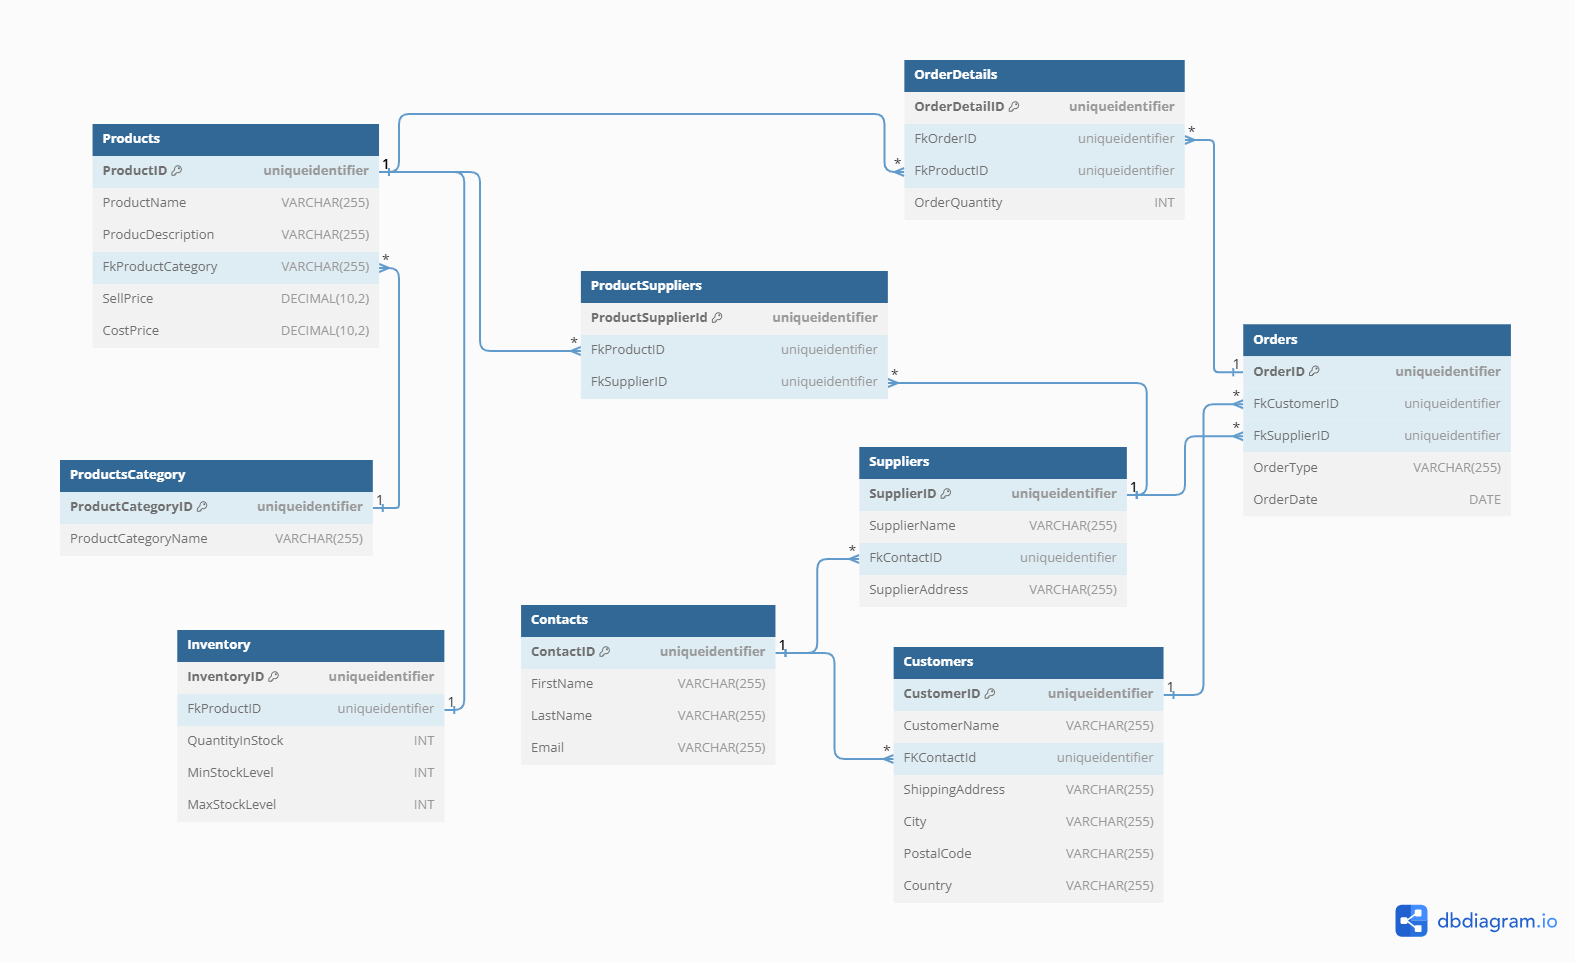 Products
ProductID uniqueidentifier
ProductName VARCHAR(255)
ProducDescription VARCHAR(255)
FkProductCategory VARCHAR(255)
SellPrice DECIMAL(10,2)
CostPrice DECIMAL(10,2)
1
*
OrderDetails
OrderDetailID uniqueidentifier
FkOrderID uniqueidentifier
FkProductID uniqueidentifier
OrderQuantity INT
*
*
ProductSuppliers
ProductSupplierId uniqueidentifier
FkProductID uniqueidentifier
FkSupplierID uniqueidentifier
*
*
Orders
OrderID uniqueidentifier
FkCustomerID uniqueidentifier
FkSupplierID uniqueidentifier
OrderType VARCHAR(255)
OrderDate DATE
1
*
*
ProductsCategory
ProductCategoryID uniqueidentifier
ProductCategoryName VARCHAR(255)
1
Suppliers
SupplierID uniqueidentifier
SupplierName VARCHAR(255)
FkContactID uniqueidentifier
SupplierAddress VARCHAR(255)
1
*
Inventory
InventoryID uniqueidentifier
FkProductID uniqueidentifier
QuantityInStock INT
MinStockLevel INT
MaxStockLevel INT
1
Contacts
ContactID uniqueidentifier
FirstName VARCHAR(255)
LastName VARCHAR(255)
Email VARCHAR(255)
1
Customers
CustomerID uniqueidentifier
CustomerName VARCHAR(255)
FKContactId uniqueidentifier
ShippingAddress VARCHAR(255)
City VARCHAR(255)
PostalCode VARCHAR(255)
Country VARCHAR(255)
1
*
dbdiagram.io